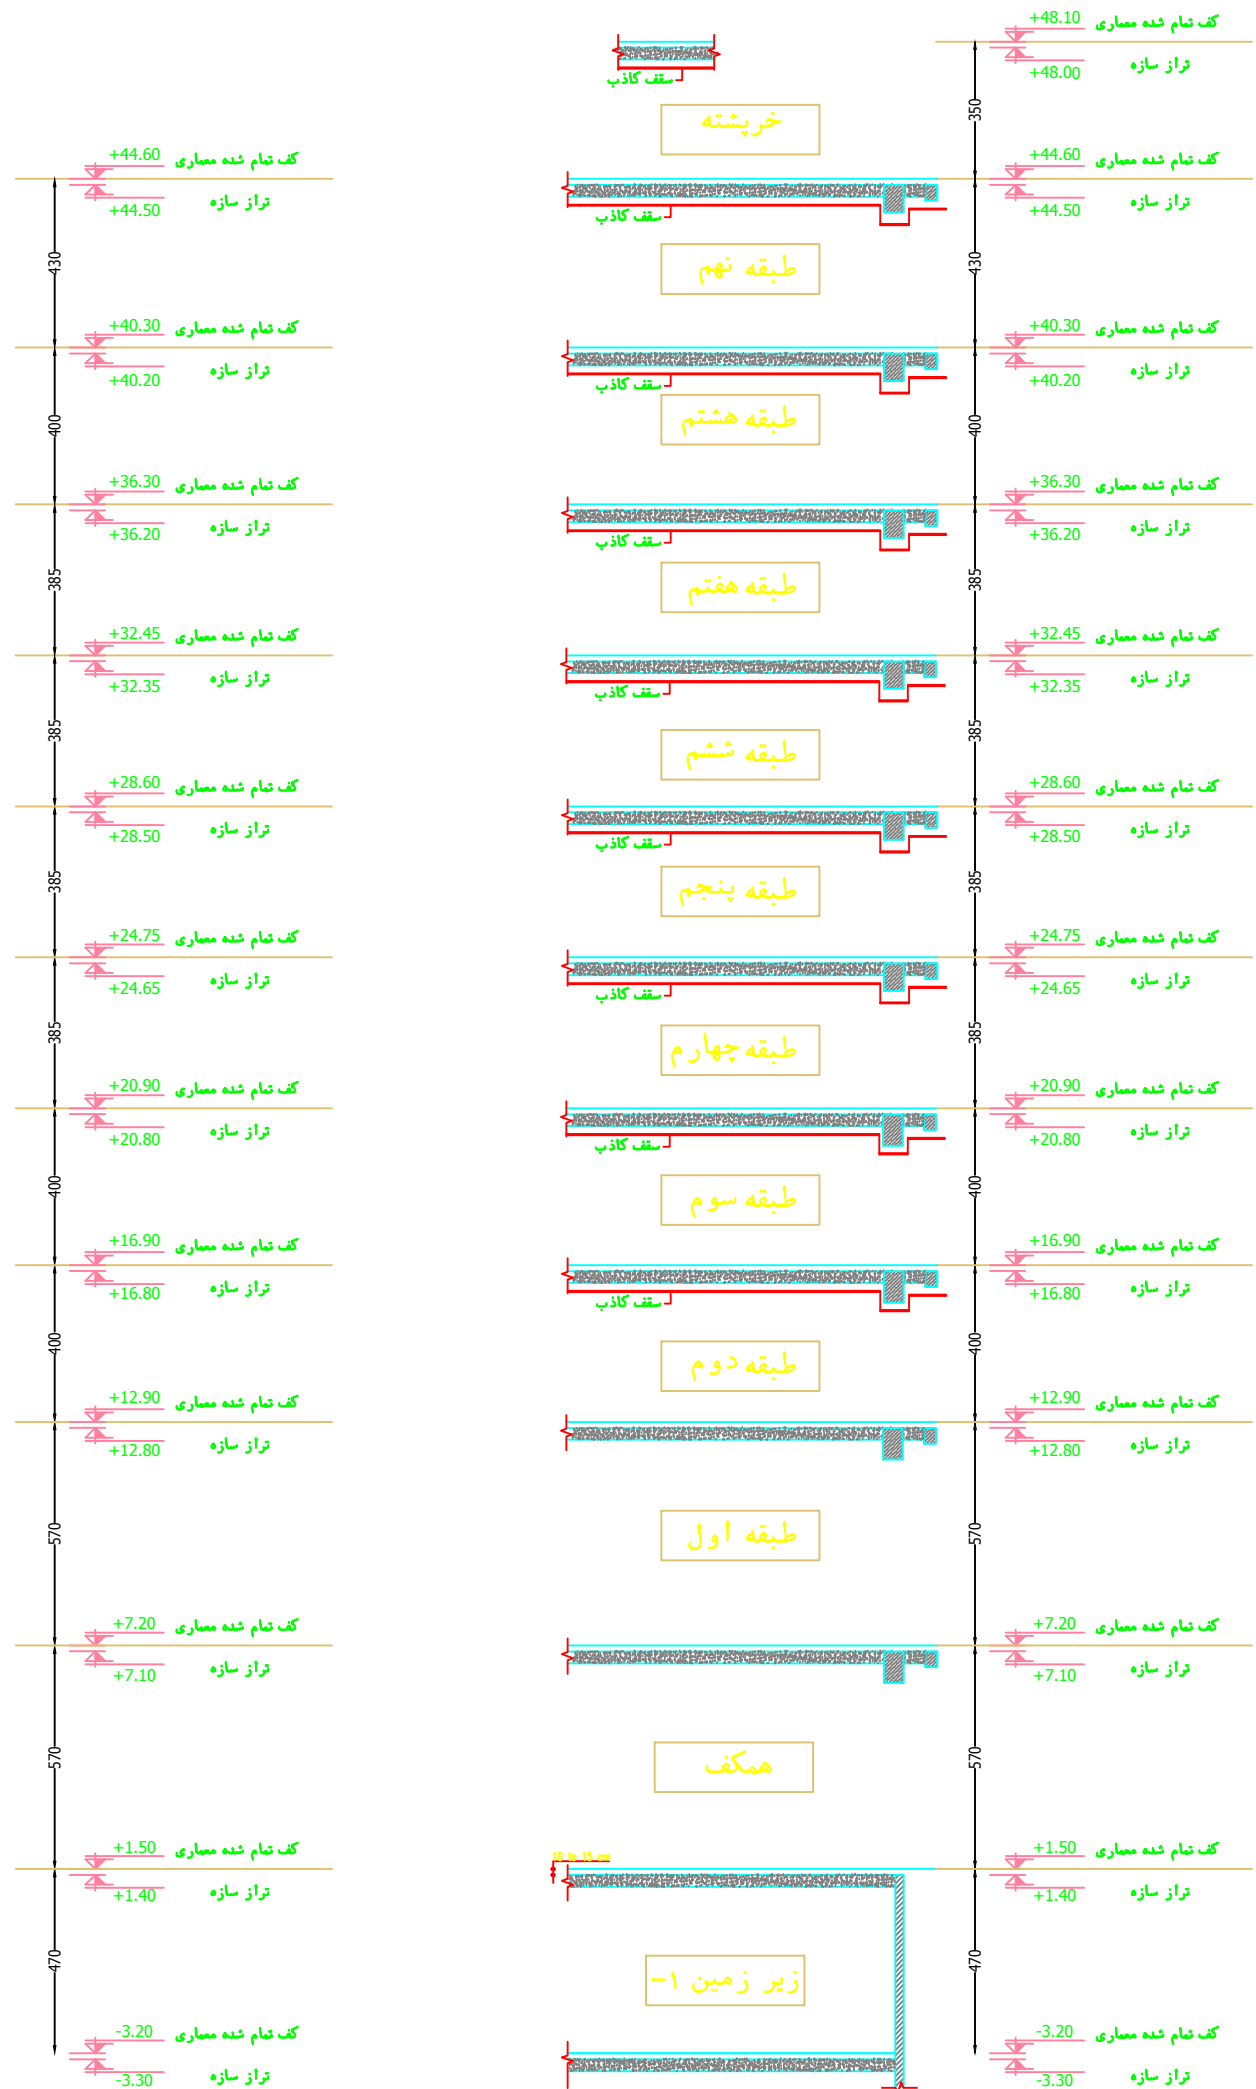 +48.10 کف تمام شده معماری
+48.00 تراز سازه
سقف کاذب
350
خرپشته
+44.60 کف تمام شده معماری
+44.50 تراز سازه
سقف کاذب
+44.60 کف تمام شده معماری
+44.50 تراز سازه
430
طبقه نهم
430
+40.30 کف تمام شده معماری
+40.20 تراز سازه
سقف کاذب
+40.30 کف تمام شده معماری
+40.20 تراز سازه
400
طبقه هشتم
400
+36.30 کف تمام شده معماری
+36.20 تراز سازه
سقف کاذب
+36.30 کف تمام شده معماری
+36.20 تراز سازه
385
طبقه هفتم
385
+32.45 کف تمام شده معماری
+32.35 تراز سازه
سقف کاذب
+32.45 کف تمام شده معماری
+32.35 تراز سازه
385
طبقه ششم
385
+28.60 کف تمام شده معماری
+28.50 تراز سازه
سقف کاذب
+28.60 کف تمام شده معماری
+28.50 تراز سازه
385
طبقه پنجم
385
+24.75 کف تمام شده معماری
+24.65 تراز سازه
سقف کاذب
+24.75 کف تمام شده معماری
+24.65 تراز سازه
385
طبقه چهارم
385
+20.90 کف تمام شده معماری
+20.80 تراز سازه
سقف کاذب
+20.90 کف تمام شده معماری
+20.80 تراز سازه
400
طبقه سوم
400
+16.90 کف تمام شده معماری
+16.80 تراز سازه
سقف کاذب
+16.90 کف تمام شده معماری
+16.80 تراز سازه
400
طبقه دوم
400
+12.90 کف تمام شده معماری
+12.80 تراز سازه
+12.90 کف تمام شده معماری
+12.80 تراز سازه
570
طبقه اول
570
+7.20 کف تمام شده معماری
+7.10 تراز سازه
+7.20 کف تمام شده معماری
+7.10 تراز سازه
570
همکف
570
+1.50 کف تمام شده معماری
+1.40 تراز سازه
10 to 15 cm
+1.50 کف تمام شده معماری
+1.40 تراز سازه
470
زیر زمین ۱-
470
-3.20 کف تمام شده معماری
-3.30 تراز سازه
-3.20 کف تمام شده معماری
-3.30 تراز سازه